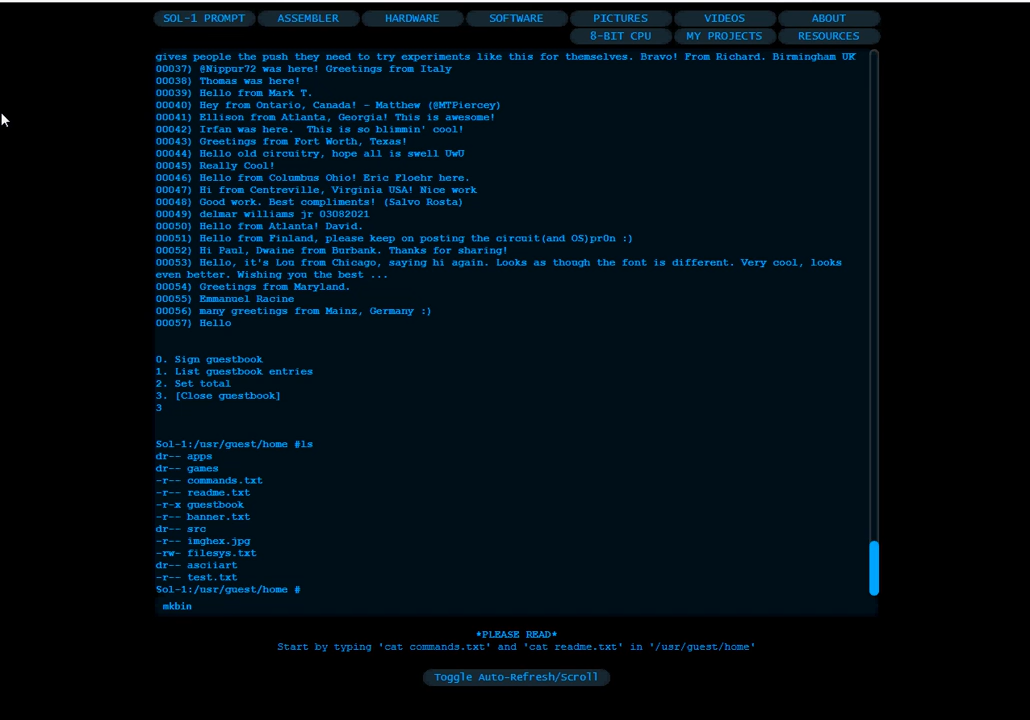 SOL-1 PROMPT ASSEMBLER HARDWARE SOFTWARE PICTURES VIDEOS ABOUT
8-BIT CPU MY PROJECTS RESOURCES
gives people the push they need to try experiments like this for themselves. Bravo! From Richard. Birmingham UK
00037) @Nippur72 was here! Greetings from Italy
00038) Thomas was here!
00039) Hello from Mark T.
00040) Hey from Ontario, Canada! - Matthew (@MTPiercey)
00041) Ellison from Atlanta, Georgia! This is awesome!
00042) Irfan was here.  This is so blimmin' cool!
00043) Greetings from Fort Worth, Texas!
00044) Hello old circuitry, hope all is swell UwU
00045) Really Cool!
00046) Hello from Columbus Ohio! Eric Floehr here.
00047) Hi from Centreville, Virginia USA! Nice work
00048) Good work. Best compliments! (Salvo Rosta)
00049) delmar williams jr 03082021
00050) Hello from Atlanta! David.
00051) Hello from Finland, please keep on posting the circuit(and OS)pr0n :)
00052) Hi Paul, Dwaine from Burbank. Thanks for sharing!
00053) Hello, it's Lou from Chicago, saying hi again. Looks as though the font is different. Very cool, looks
even better. Wishing you the best ...
00054) Greetings from Maryland.
00055) Emmanuel Racine
00056) many greetings from Mainz, Germany :)
00057) Hello
0. Sign guestbook
1. List guestbook entries
2. Set total
3. [Close guestbook]
3
Sol-1:/usr/guest/home #ls
dr-- apps
dr-- games
-r-- commands.txt
-r-- readme.txt
-r-x guestbook
-r-- banner.txt
dr-- src
-r-- imghex.jpg
-rw- filesys.txt
dr-- asciiart
-r-- test.txt
Sol-1:/usr/guest/home #
mkbin
*PLEASE READ*
Start by typing 'cat commands.txt' and 'cat readme.txt' in '/usr/guest/home'
Toggle Auto-Refresh/Scroll